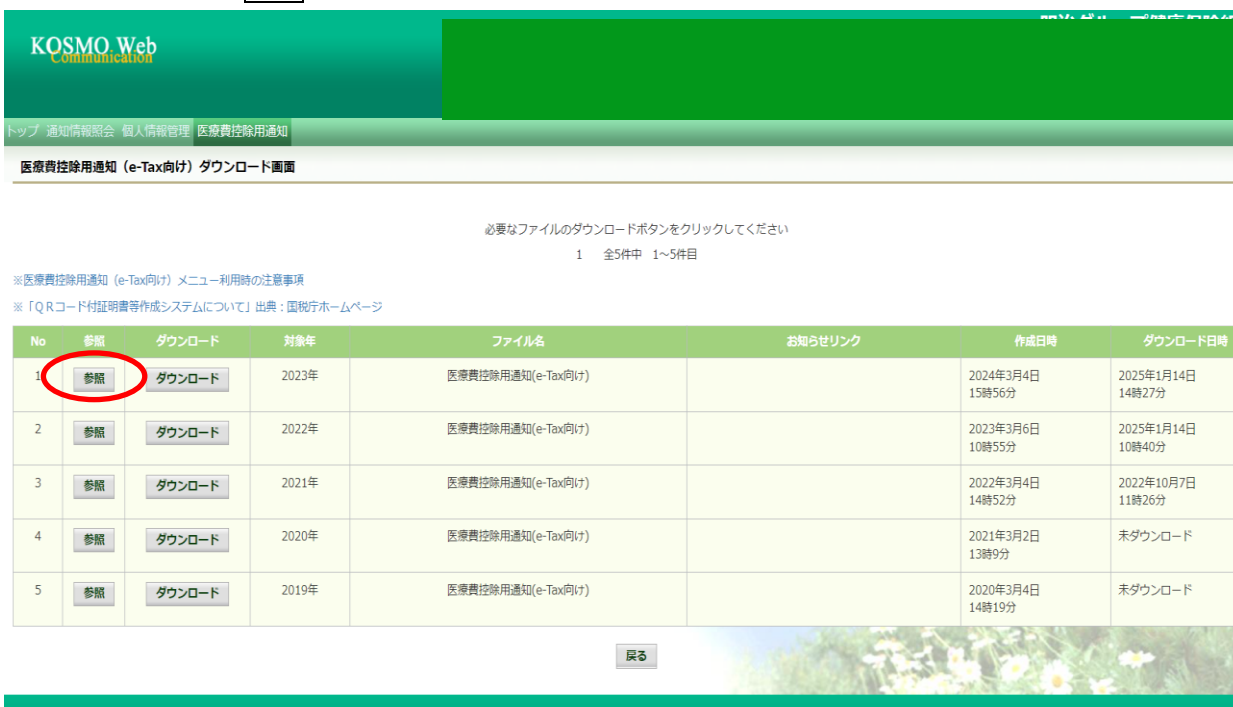 KOSMO Web
Communication
トップ 通知情報照会 個人情報管理 医療費控除用通知
医療費控除用通知（e-Tax向け）ダウンロード画面
必要なファイルのダウンロードボタンをクリックしてください
1 全5件中 1～5件目
※医療費控除用通知（e-Tax向け）メニュー利用時の注意事項
※「ＱＲコード付証明書等作成システムについて」出典：国税庁ホームページ
No 参照 ダウンロード 対象年 ファイル名 お知らせリンク 作成日時 ダウンロード日時
1 参照 ダウンロード 2023年 医療費控除用通知(e-Tax向け) 2024年3月4日 2025年1月14日
15時56分 14時27分
2 参照 ダウンロード 2022年 医療費控除用通知(e-Tax向け) 2023年3月6日 2025年1月14日
10時55分 10時40分
3 参照 ダウンロード 2021年 医療費控除用通知(e-Tax向け) 2022年3月4日 2022年10月7日
14時52分 11時26分
4 参照 ダウンロード 2020年 医療費控除用通知(e-Tax向け) 2021年3月2日 未ダウンロード
13時9分
5 参照 ダウンロード 2019年 医療費控除用通知(e-Tax向け) 2020年3月4日 未ダウンロード
14時19分
戻る